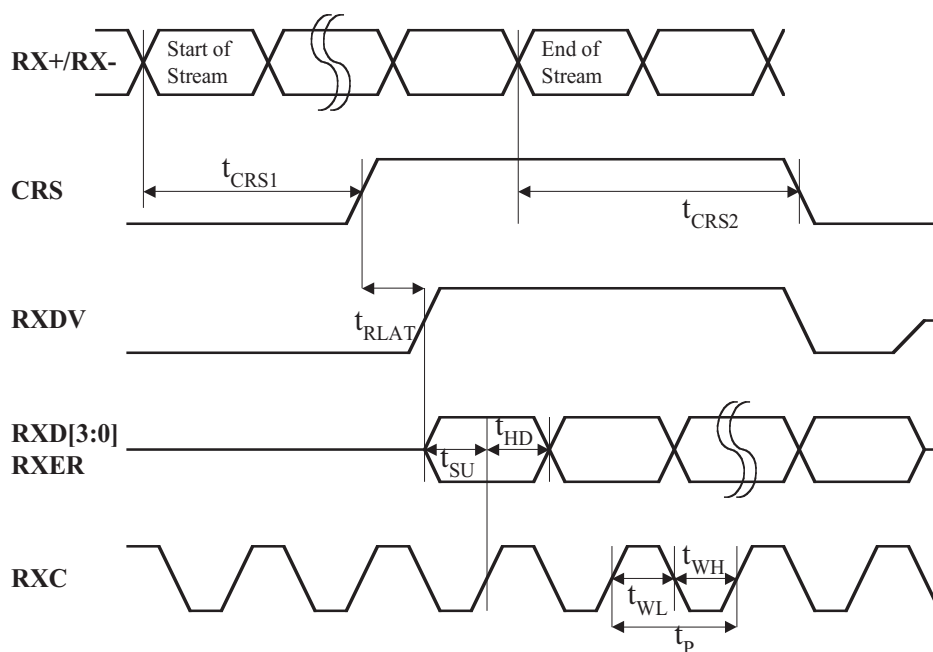 RX+/RX-
Start of
Stream
End of
Stream
CRS
tCRS1
tCRS2
RXDV
tRLAT
RXD[3:0]
RXER
tSU
tHD
RXC
tWL
tWH
tP